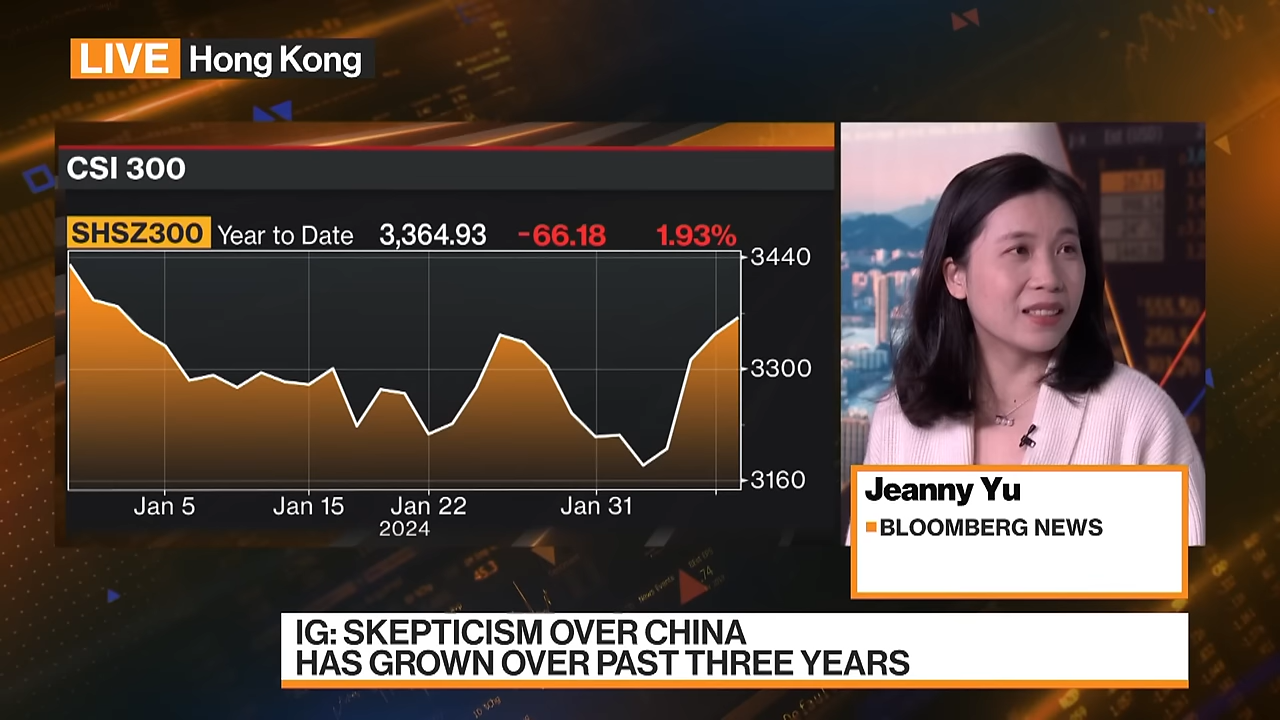 LIVE Hong Kong
CSI 300
SHSZ300 Year to Date 3,364.93 -66.18 1.93%
3440
3300
3160
Jan 5 Jan 15 Jan 22 Jan 31
2024
Jeanny Yu
BLOOMBERG NEWS
IG: SKEPTICISM OVER CHINA
HAS GROWN OVER PAST THREE YEARS